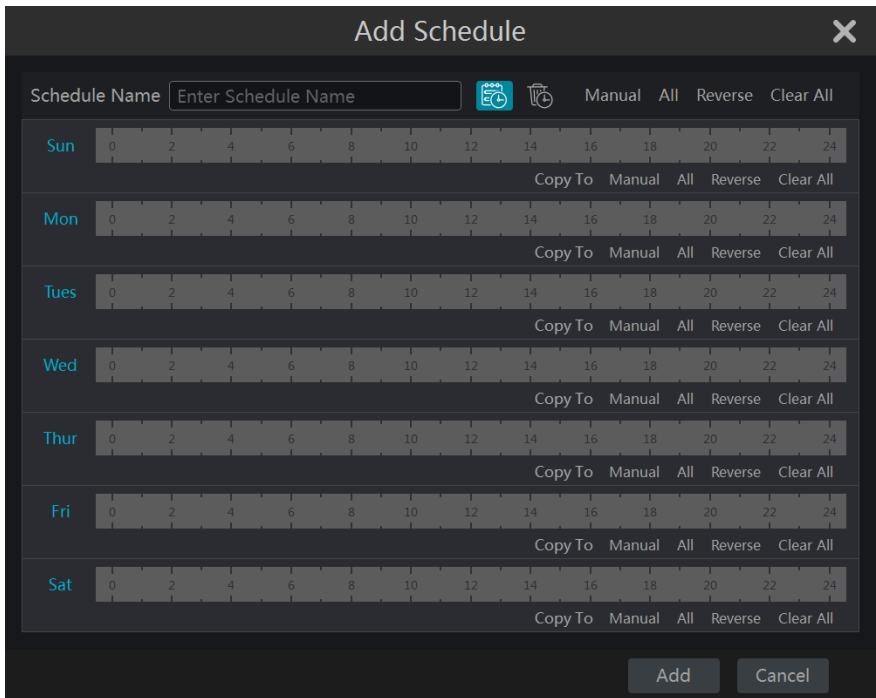 Add Schedule
Schedule Name Enter Schedule Name Manual All Reverse Clear All
Sun 0 2 4 6 8 10 12 14 16 18 20 22 24
Copy To Manual All Reverse Clear All
Mon 0 2 4 6 8 10 12 14 16 18 20 22 24
Copy To Manual All Reverse Clear All
Tues 0 2 4 6 8 10 12 14 16 18 20 22 24
Copy To Manual All Reverse Clear All
Wed 0 2 4 6 8 10 12 14 16 18 20 22 24
Copy To Manual All Reverse Clear All
Thur 0 2 4 6 8 10 12 14 16 18 20 22 24
Copy To Manual All Reverse Clear All
Fri 0 2 4 6 8 10 12 14 16 18 20 22 24
Copy To Manual All Reverse Clear All
Sat 0 2 4 6 8 10 12 14 16 18 20 22 24
Copy To Manual All Reverse Clear All
Add Cancel